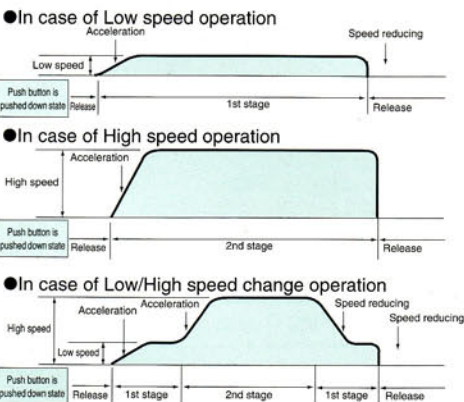 ●In case of Low speed operation
Acceleration
Speed reducing
Low speed
Push button is
pushed down state
Release
1st stage
Release
●In case of High speed operation
Acceleration
High speed
Push button is
pushed down state
Release
2nd stage
Release
●In case of Low/High speed change operation
Acceleration
Acceleration
Speed reducing
Speed reducing
High speed
Low speed
Push button is
pushed down state
Release
1st stage
2nd stage
1st stage
Release